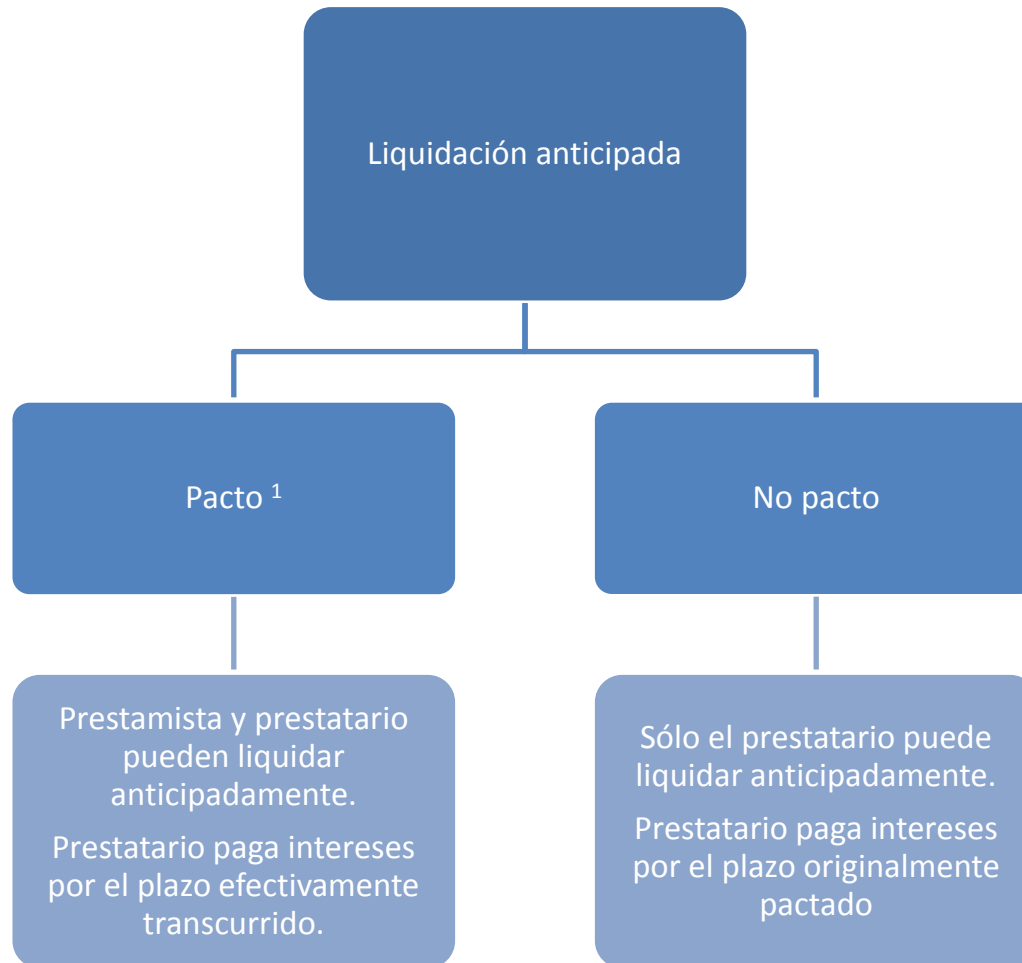 Liquidación anticipada
Pacto ¹
No pacto
Prestamista y prestatario
pueden liquidar
anticipadamente.
Prestatario paga intereses
por el plazo efectivamente
transcurrido.
Sólo el prestatario puede
liquidar anticipadamente.
Prestatario paga intereses
por el plazo originalmente
pactado